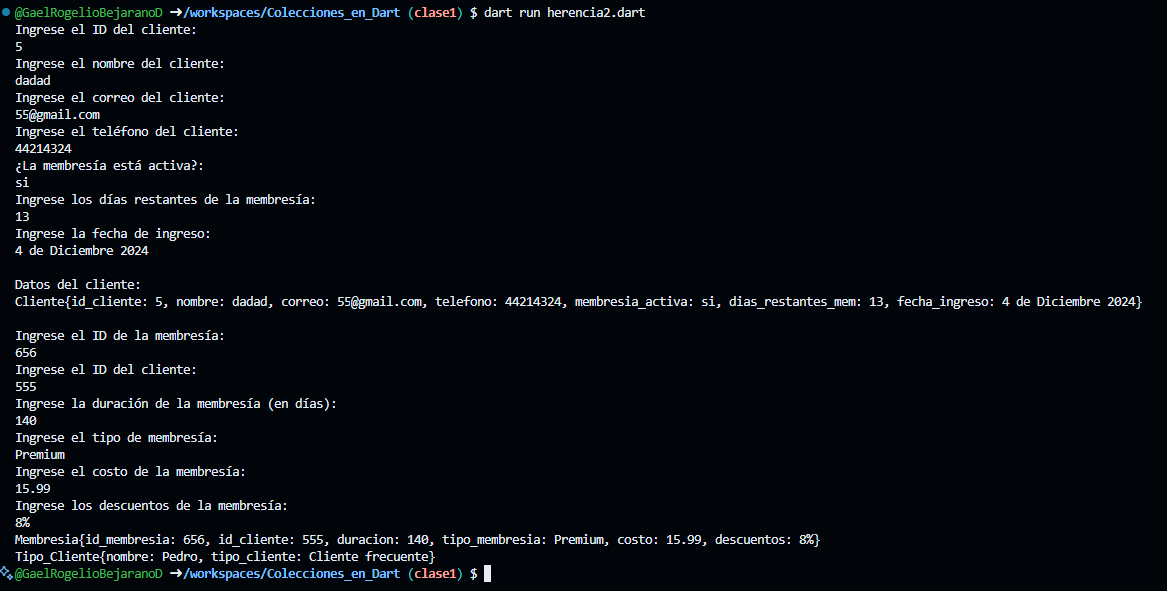 @GaelRogelioBejaranoD ➜/workspaces/Colecciones_en_Dart (clase1) $ dart run herencia2.dart
Ingrese el ID del cliente:
5
Ingrese el nombre del cliente:
dadad
Ingrese el correo del cliente:
55@gmail.com
Ingrese el teléfono del cliente:
44214324
¿La membresía está activa?:
si
Ingrese los días restantes de la membresía:
13
Ingrese la fecha de ingreso:
4 de Diciembre 2024
Datos del cliente:
Cliente{id_cliente: 5, nombre: dadad, correo: 55@gmail.com, telefono: 44214324, membresia_activa: si, dias_restantes_mem: 13, fecha_ingreso: 4 de Diciembre 2024}
Ingrese el ID de la membresía:
656
Ingrese el ID del cliente:
555
Ingrese la duración de la membresía (en días):
140
Ingrese el tipo de membresía:
Premium
Ingrese el costo de la membresía:
15.99
Ingrese los descuentos de la membresía:
8%
Membresia{id_membresia: 656, id_cliente: 555, duracion: 140, tipo_membresia: Premium, costo: 15.99, descuentos: 8%}
Tipo_Cliente{nombre: Pedro, tipo_cliente: Cliente frecuente}
@GaelRogelioBejaranoD ➜/workspaces/Colecciones_en_Dart (clase1) $